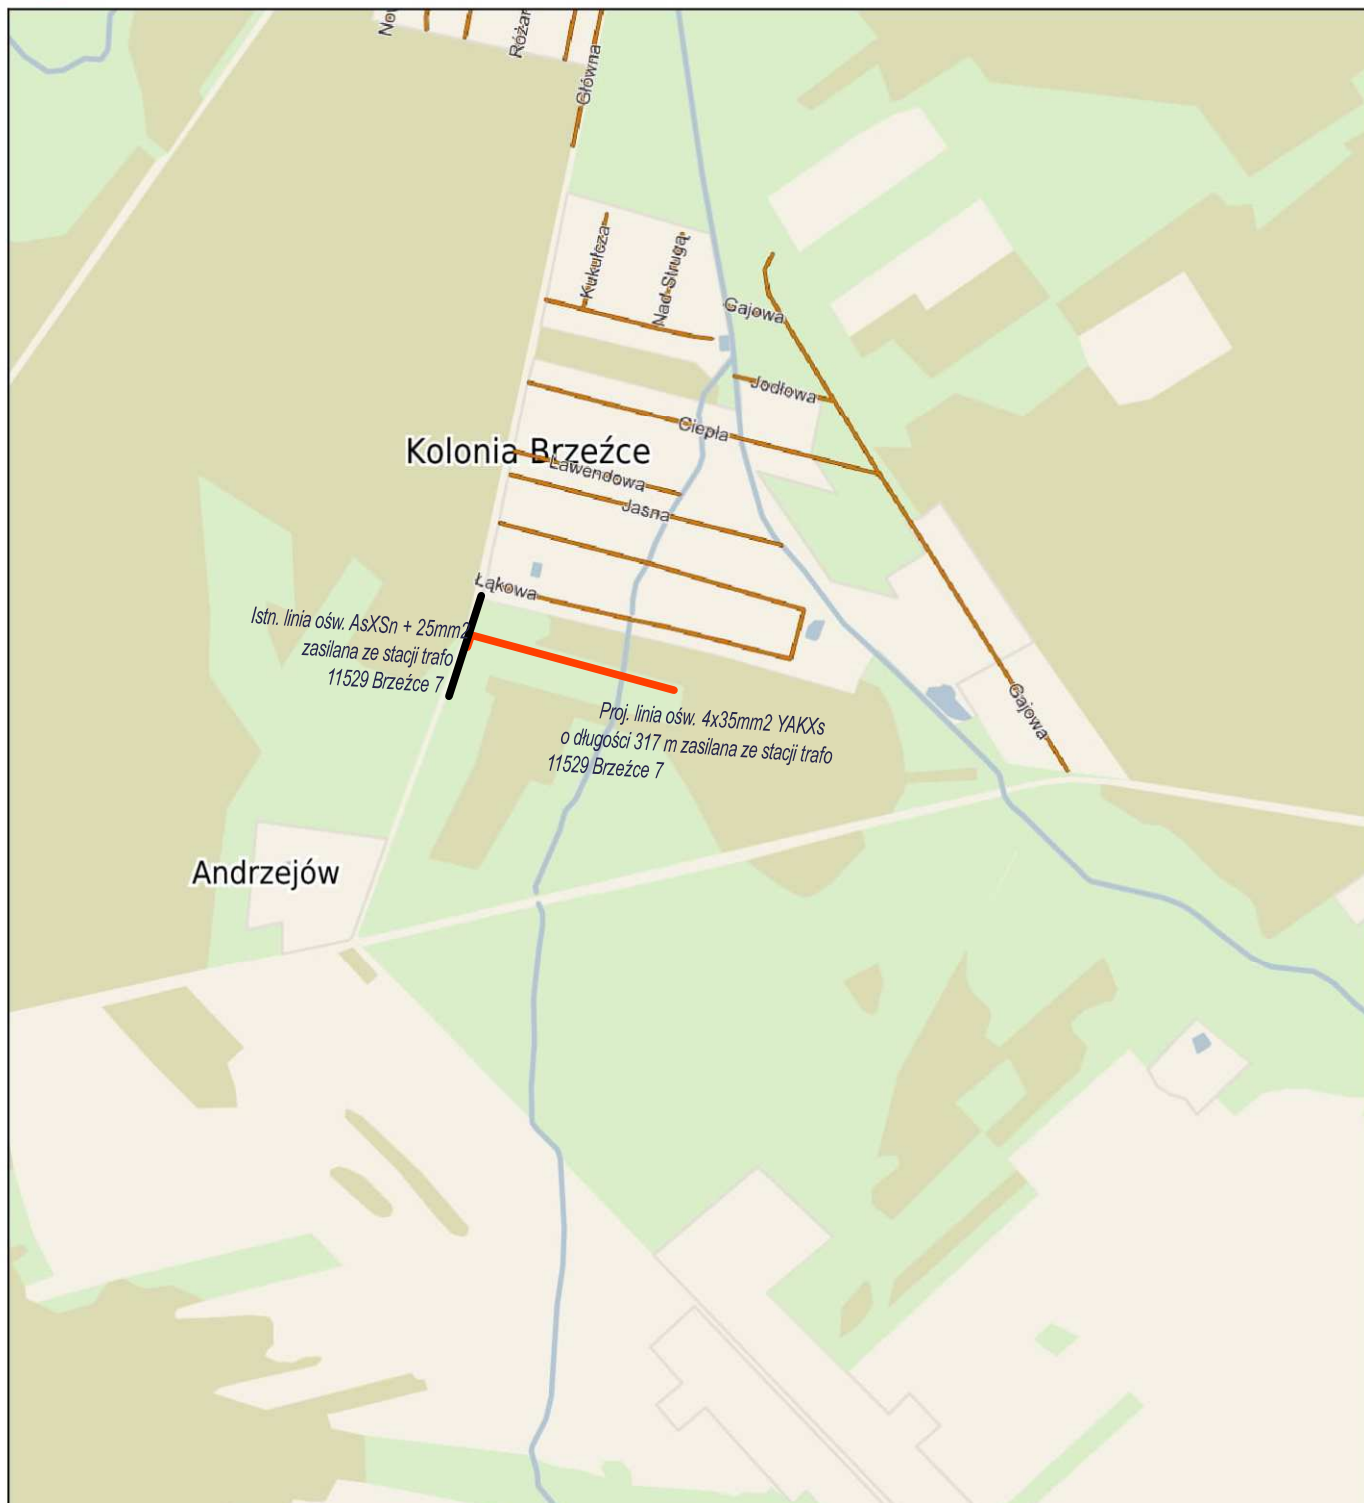 Główna
Kukułcza
Nad Strugą
Gajowa
Jodłowa
Ciepła
Kolonia Brzeźce
Lawendowa
Jasna
Łąkowa
Istn. linia ośw. AsXSn + 25mm2
zasilana ze stacji trafo
11529 Brzeźce 7
Gajowa
Proj. linia ośw. 4x35mm2 YAKXs
o długości 317 m zasilana ze stacji trafo
11529 Brzeźce 7
Andrzejów